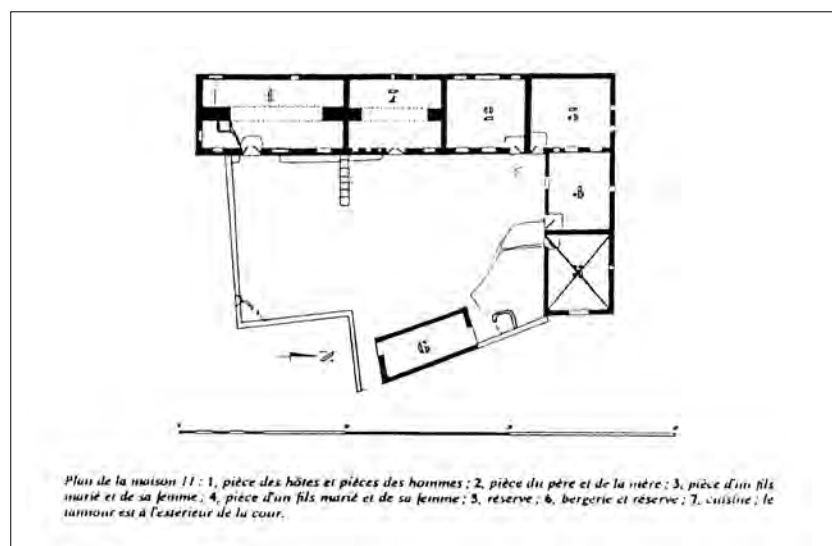 Plan de la maison 11 : 1, pièce des hôtes et pièces des hommes ; 2, pièce du père et de la mère ; 3, pièce d'un fils
marié et de sa femme ; 4, pièce d'un fils marié et de sa femme ; 5, réserve ; 6, bergerie et réserve ; 7, cuisine ; le
tannour est à l'extérieur de la cour.